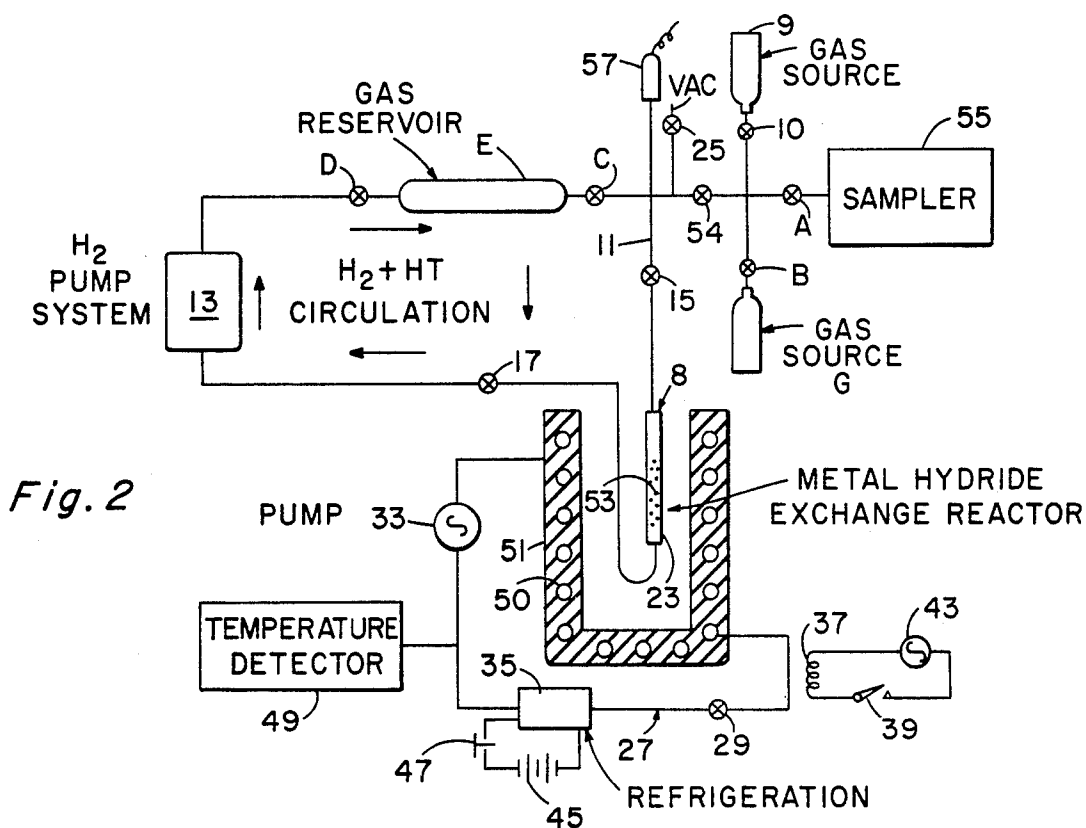 9
GAS
SOURCE
57
VAC
GAS
RESERVOIR
10
55
25
E
C
D
SAMPLER
54
A
11
H2
PUMP
SYSTEM
13
H2 + HT
CIRCULATION
15
B
GAS
SOURCE
G
17
8
Fig. 2
PUMP
33
53
METAL HYDRIDE
EXCHANGE REACTOR
51
50
23
TEMPERATURE
DETECTOR
49
37
43
35
39
27
29
47
45
REFRIGERATION